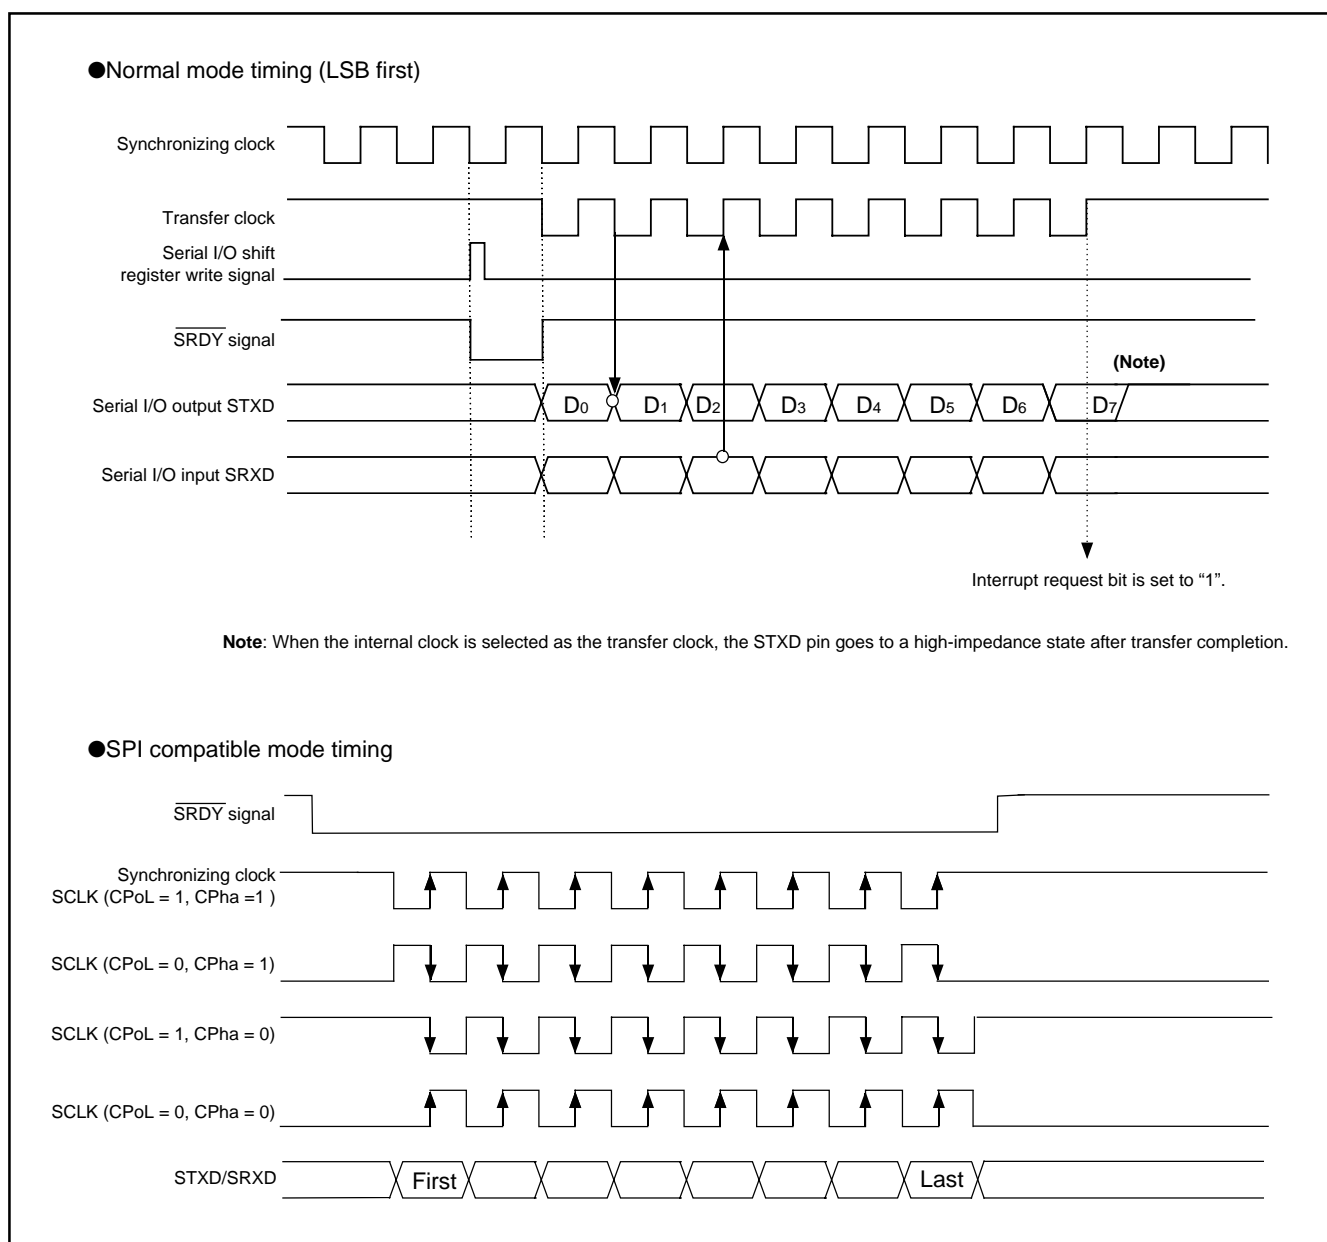 ●Normal mode timing (LSB first)
Synchronizing clock
Transfer clock
Serial I/O shift
register write signal
SRDY signal
(Note)
Serial I/O output STXD
D0 D1 D2 D3 D4 D5 D6 D7
Serial I/O input SRXD
Interrupt request bit is set to “1”.
Note: When the internal clock is selected as the transfer clock, the STXD pin goes to a high-impedance state after transfer completion.
●SPI compatible mode timing
SRDY signal
Synchronizing clock
SCLK (CPoL = 1, CPha =1 )
SCLK (CPoL = 0, CPha = 1)
SCLK (CPoL = 1, CPha = 0)
SCLK (CPoL = 0, CPha = 0)
STXD/SRXD
First
Last